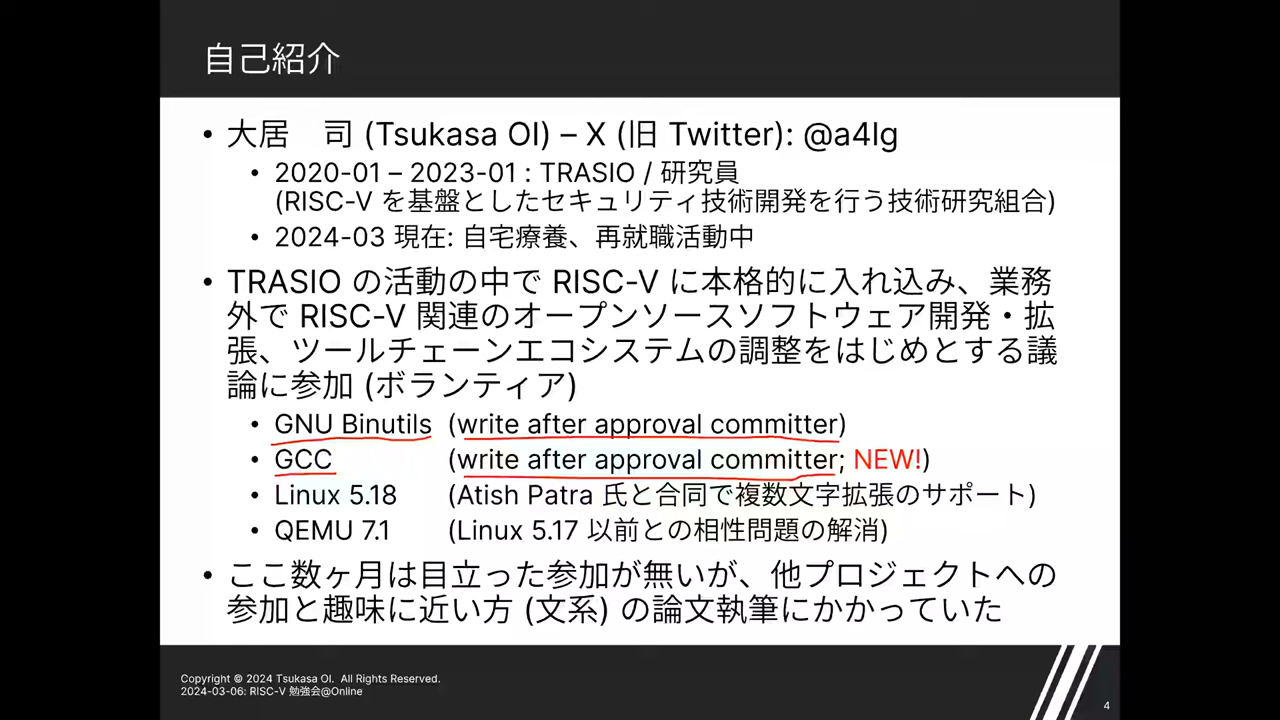 自己紹介
• 大居　司 (Tsukasa OI) – X (旧 Twitter): @a4lg
• 2020-01 – 2023-01 : TRASIO / 研究員
(RISC-V を基盤としたセキュリティ技術開発を行う技術研究組合)
• 2024-03 現在: 自宅療養、再就職活動中
• TRASIO の活動の中で RISC-V に本格的に入れ込み、業務
外で RISC-V 関連のオープンソースソフトウェア開発・拡
張、ツールチェーンエコシステムの調整をはじめとする議
論に参加 (ボランティア)
• GNU Binutils (write after approval committer)
• GCC (write after approval committer; NEW!)
• Linux 5.18 (Atish Patra 氏と合同で複数文字拡張のサポート)
• QEMU 7.1 (Linux 5.17 以前との相性問題の解消)
• ここ数ヶ月は目立った参加が無いが、他プロジェクトへの
参加と趣味に近い方 (文系) の論文執筆にかかっていた
Copyright © 2024 Tsukasa OI. All Rights Reserved.
2024-03-06: RISC-V 勉強会@Online
4